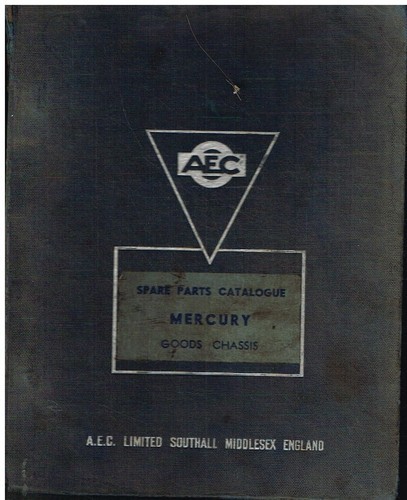 AEC
SPARE PARTS CATALOGUE
MERCURY
GOODS CHASSIS
A.E.C. LIMITED SOUTHALL MIDDLESEX ENGLAND